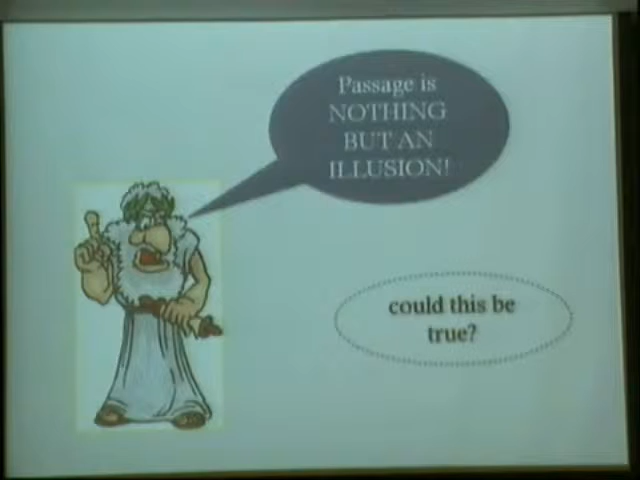 Passage is
NOTHING
BUT AN
ILLUSION!
could this be
true?